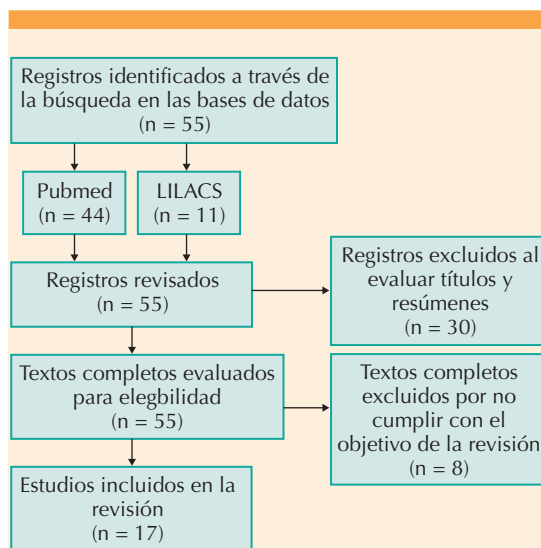 Registros identificados a través de
la búsqueda en las bases de datos
(n = 55)
Pubmed
(n = 44)
LILACS
(n = 11)
Registros revisados
(n = 55)
Registros excluidos al
evaluar títulos y
resúmenes
(n = 30)
Textos completos evaluados
para elegbilidad
(n = 55)
Textos completos
excluidos por no
cumplir con el
objetivo de la revisión
(n = 8)
Estudios incluidos en la
revisión
(n = 17)